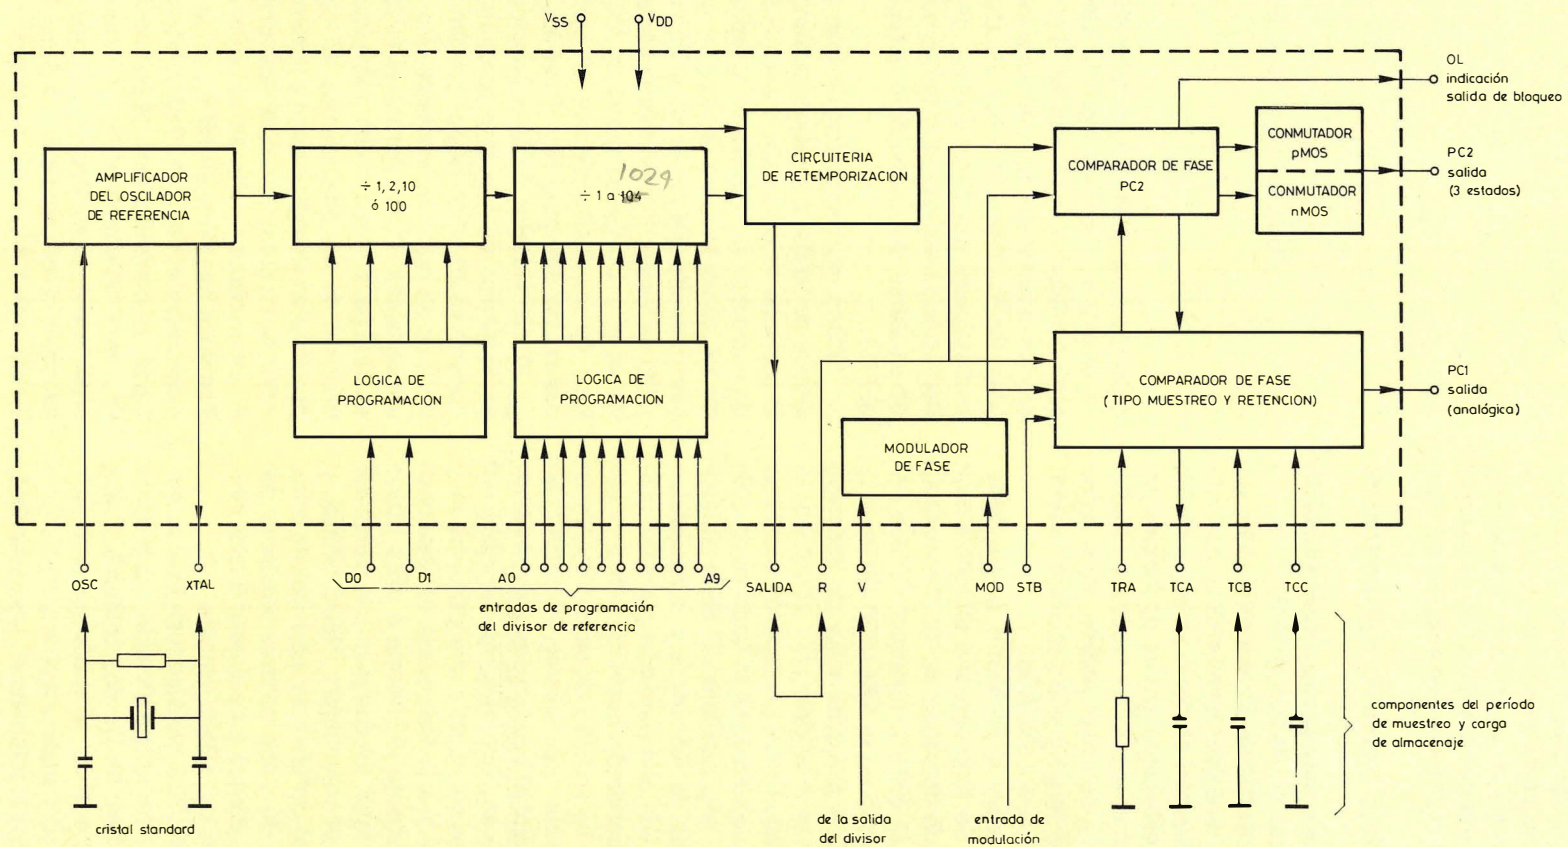 VSS
VDD
OL
indicación
salida de bloqueo
AMPLIFICADOR
DEL OSCILADOR
DE REFERENCIA
÷ 1, 2, 10
ó 100
1024
÷ 1 a 104
CIRCUITERIA
DE RETEMPORIZACION
COMPARADOR DE FASE
PC2
CONMUTADOR
pMOS
CONMUTADOR
nMOS
PC2
salida
(3 estados)
LOGICA DE
PROGRAMACION
LOGICA DE
PROGRAMACION
COMPARADOR DE FASE
(TIPO MUESTREO Y RETENCION)
PC1
salida
(analógica)
MODULADOR
DE FASE
OSC
XTAL
D0
D1
A0
A9
SALIDA
R
V
MOD
STB
TRA
TCA
TCB
TCC
entradas de programación
del divisor de referencia
componentes del período
de muestreo y carga
de almacenaje
cristal standard
de la salida
del divisor
entrada de
modulación